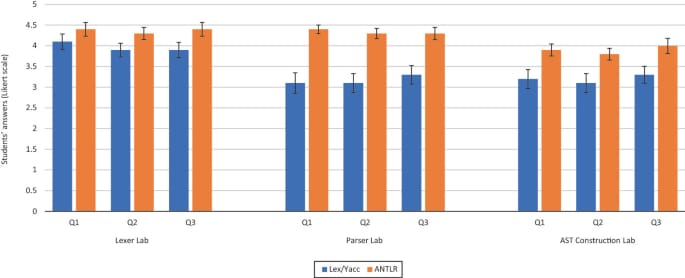 Students' answers (Likert scale)
5
4.5
4
3.5
3
2.5
2
1.5
1
0.5
0
Q1 Q2 Q3 Q1 Q2 Q3 Q1 Q2 Q3
Lexer Lab Parser Lab AST Construction Lab
Lex/Yacc ANTLR